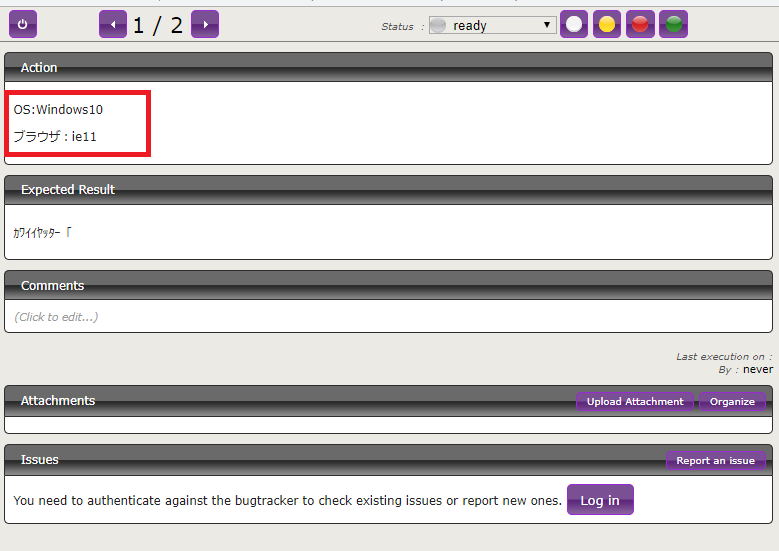 1 / 2
Status :
ready
Action
OS:Windows10
ブラウザ：ie11
Expected Result
ｶﾜｲｲﾔｯﾀｰ「
Comments
(Click to edit...)
Last execution on :
By : never
Attachments
Upload Attachment
Organize
Issues
Report an issue
You need to authenticate against the bugtracker to check existing issues or report new ones.
Log in